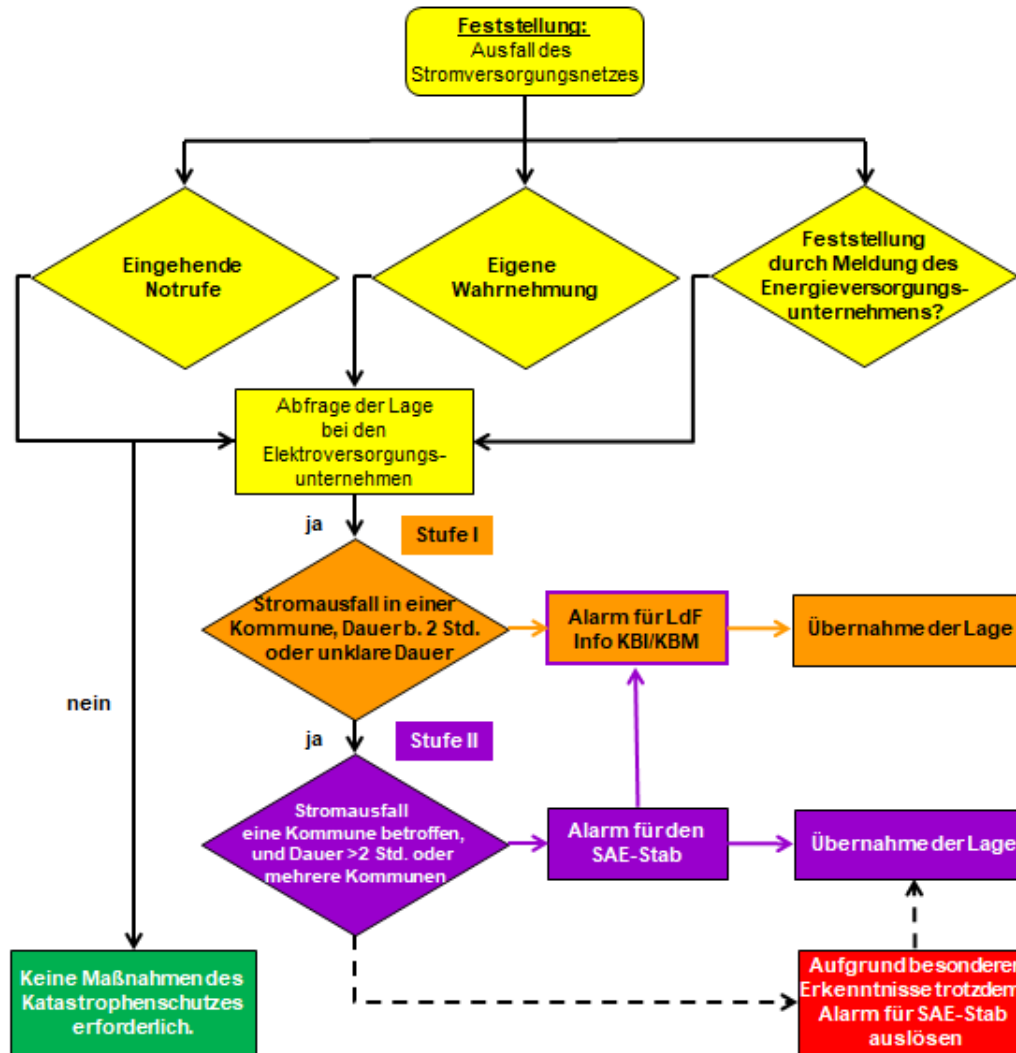 Feststellung:
Ausfall des
Stromversorgungsnetzes
Eingehende
Notrufe
Eigene
Wahrnehmung
Feststellung
durch Meldung des
Energieversorgungs-
unternehmens?
Abfrage der Lage
bei den
Elektroversorgungs-
unternehmen
ja
Stufe I
Stromausfall in einer
Kommune, Dauer b. 2 Std.
oder unklare Dauer
Alarm für LdF
Info KBI/KBM
Übernahme der Lage
nein
ja
Stufe II
Stromausfall
eine Kommune betroffen,
und Dauer >2 Std. oder
mehrere Kommunen
Alarm für den
SAE-Stab
Übernahme der Lage
Keine Maßnahmen des
Katastrophenschutzes
erforderlich.
Aufgrund besonderer
Erkenntnisse trotzdem
Alarm für SAE-Stab
auslösen